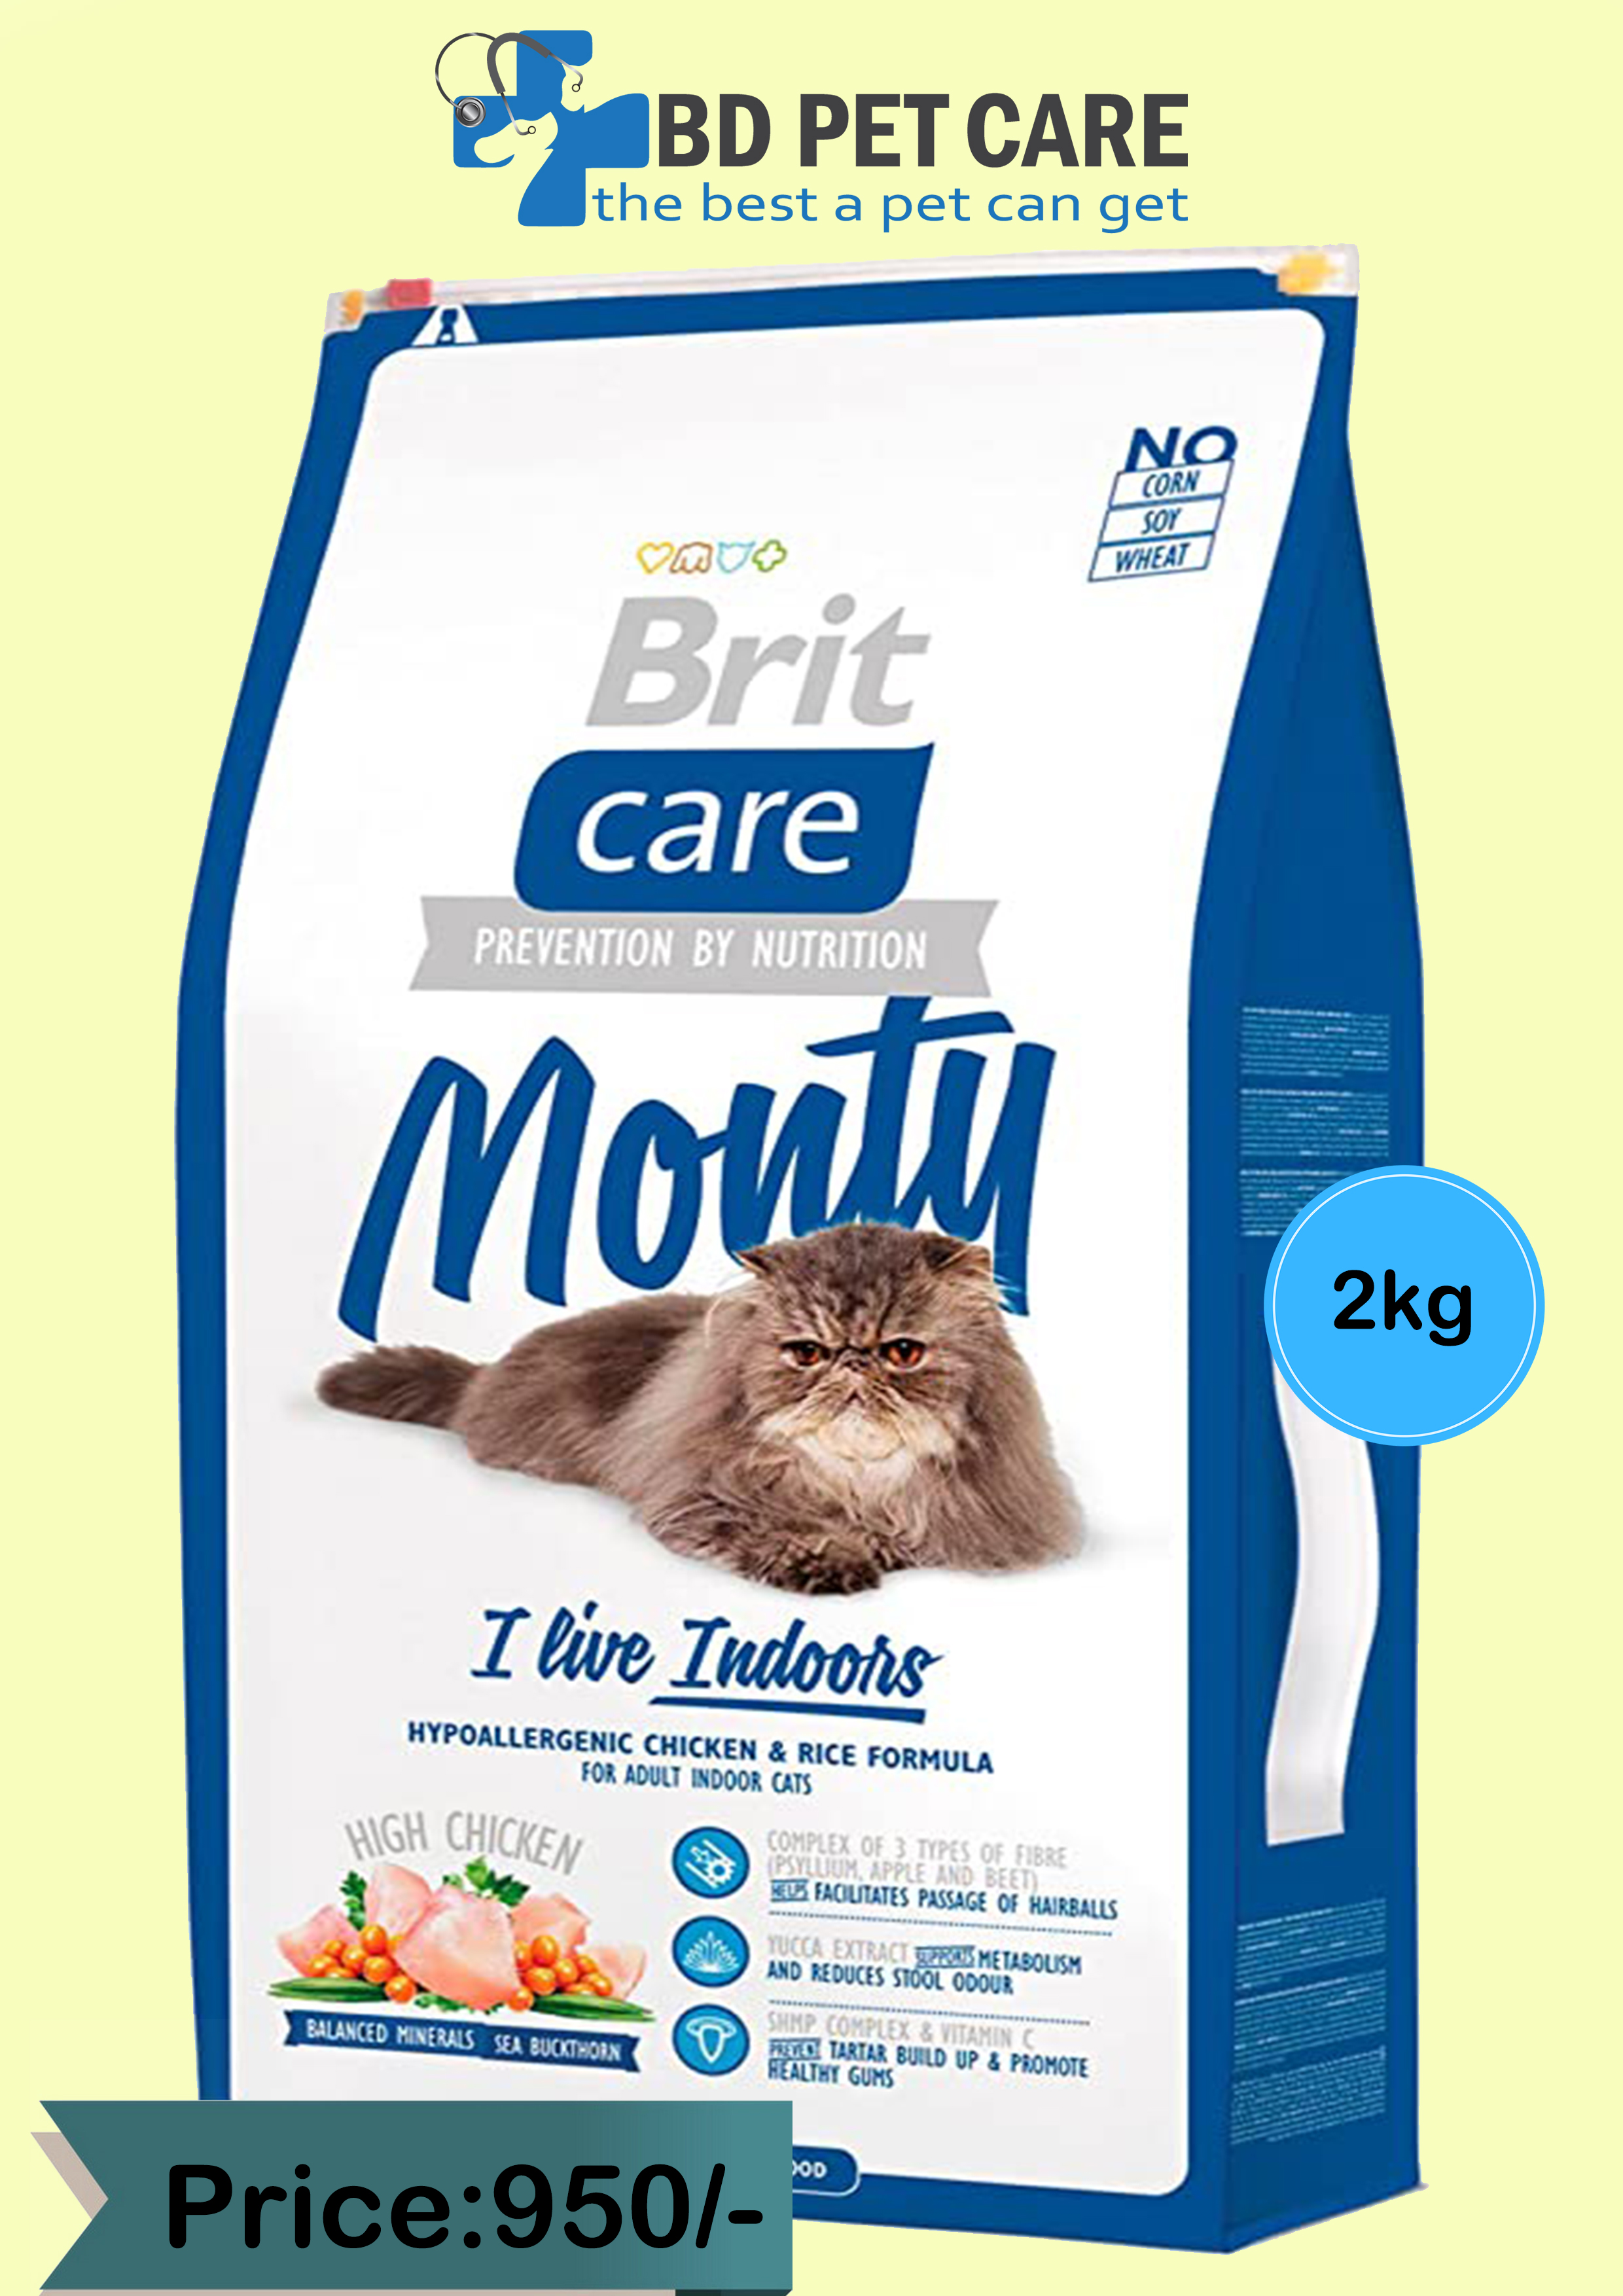 BD PET CARE
the best a pet can get
NO
CORN
SOY
WHEAT
Brit
care
PREVENTION BY NUTRITION
Monty
2kg
I live Indoors
HYPOALLERGENIC CHICKEN & RICE FORMULA
FOR ADULT INDOOR CATS
HIGH CHICKEN
BALANCED MINERALS SEA BUCKTHORN
COMPLEX OF 3 TYPES OF FIBRE
(PSYLLIUM, APPLE AND BEET)
HELPS FACILITATES PASSAGE OF HAIRBALLS
YUCCA EXTRACT SUPPORTS METABOLISM
AND REDUCES STOOL ODOUR
SHMP COMPLEX & VITAMIN C
PREVENT TARTAR BUILD UP & PROMOTE
HEALTHY GUMS
Price:950/-